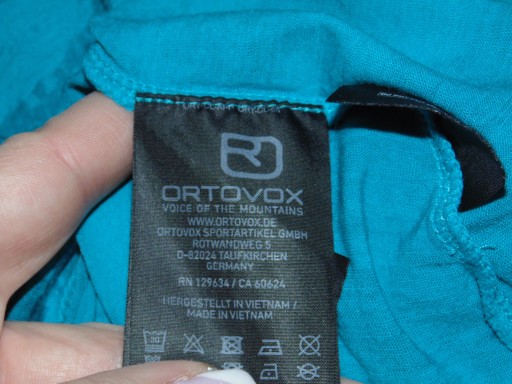 ORTOVOX
VOICE OF THE MOUNTAINS
WWW.ORTOVOX.DE
ORTOVOX SPORTARTIKEL GMBH
ROTWANDWEG 5
D-82024 TAUFKIRCHEN
GERMANY
RN 129634 / CA 60624
HERGESTELLT IN VIETNAM /
MADE IN VIETNAM